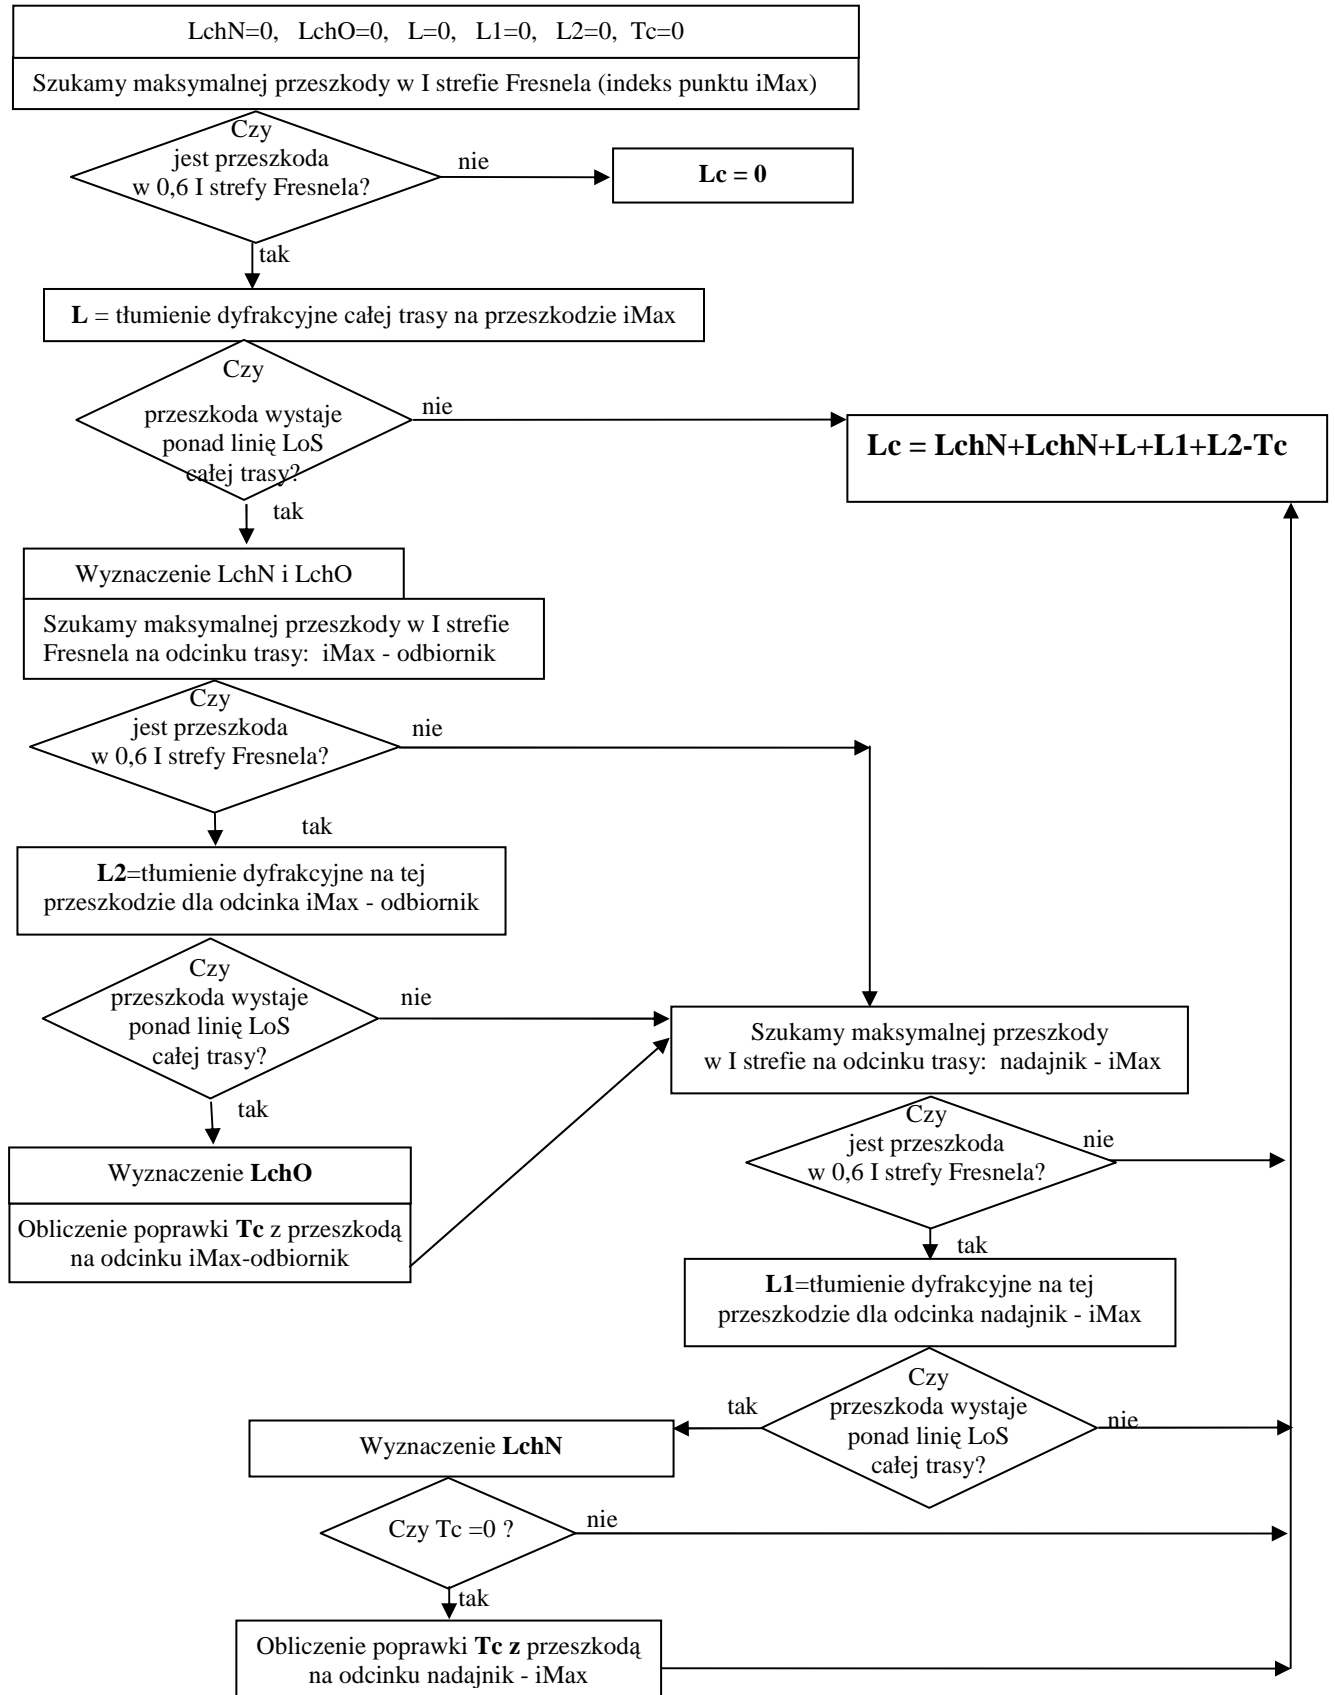 LchN=0, LchO=0, L=0, L1=0, L2=0, Tc=0
Szukamy maksymalnej przeszkody w I strefie Fresnela (indeks punktu iMax)
Czy
jest przeszkoda
w 0,6 I strefy Fresnela?
nie
Lc = 0
tak
L = tłumienie dyfrakcyjne całej trasy na przeszkodzie iMax
Czy
przeszkoda wystaje
ponad linię LoS
całej trasy?
nie
Lc = LchN+LchN+L+L1+L2-Tc
tak
Wyznaczenie LchN i LchO
Szukamy maksymalnej przeszkody w I strefie
Fresnela na odcinku trasy: iMax - odbiornik
Czy
jest przeszkoda
w 0,6 I strefy Fresnela?
nie
tak
L2=tłumienie dyfrakcyjne na tej
przeszkodzie dla odcinka iMax - odbiornik
Czy
przeszkoda wystaje
ponad linię LoS
całej trasy?
nie
tak
Wyznaczenie LchO
Obliczenie poprawki Tc z przeszkodą
na odcinku iMax-odbiornik
Szukamy maksymalnej przeszkody
w I strefie na odcinku trasy: nadajnik - iMax
Czy
jest przeszkoda
w 0,6 I strefy Fresnela?
nie
tak
L1=tłumienie dyfrakcyjne na tej
przeszkodzie dla odcinka nadajnik - iMax
Czy
przeszkoda wystaje
ponad linię LoS
całej trasy?
tak
nie
Wyznaczenie LchN
Czy Tc =0 ?
nie
tak
Obliczenie poprawki Tc z przeszkodą
na odcinku nadajnik - iMax